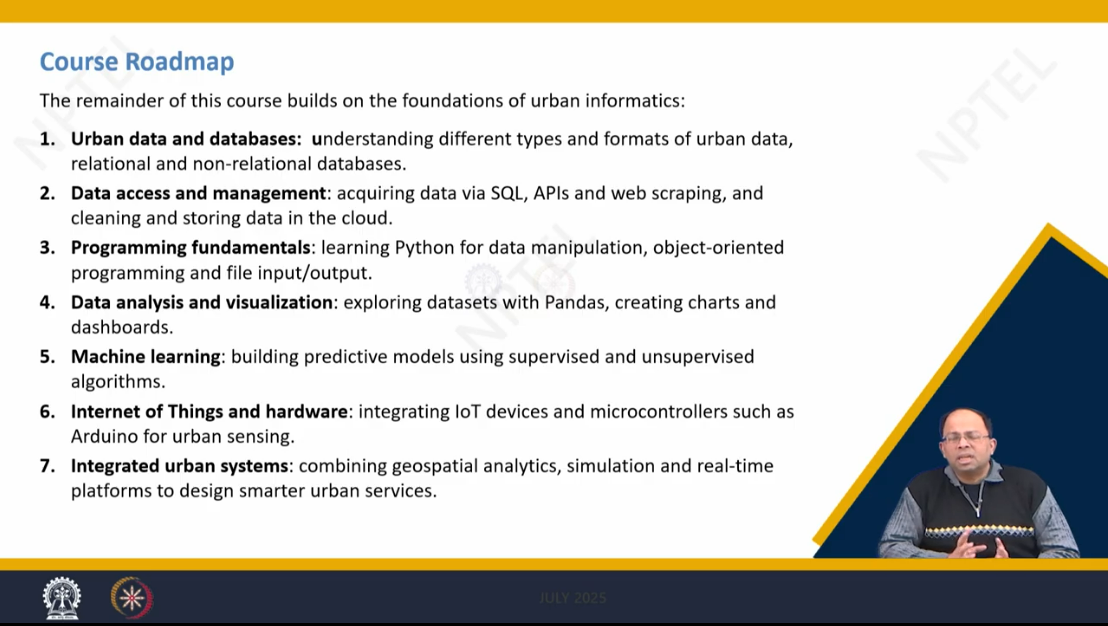 Course Roadmap
The remainder of this course builds on the foundations of urban informatics:
1. Urban data and databases: understanding different types and formats of urban data,
relational and non-relational databases.
2. Data access and management: acquiring data via SQL, APIs and web scraping, and
cleaning and storing data in the cloud.
3. Programming fundamentals: learning Python for data manipulation, object-oriented
programming and file input/output.
4. Data analysis and visualization: exploring datasets with Pandas, creating charts and
dashboards.
5. Machine learning: building predictive models using supervised and unsupervised
algorithms.
6. Internet of Things and hardware: integrating IoT devices and microcontrollers such as
Arduino for urban sensing.
7. Integrated urban systems: combining geospatial analytics, simulation and real-time
platforms to design smarter urban services.
JULY 2025
NPTEL
NPTEL
NPTEL